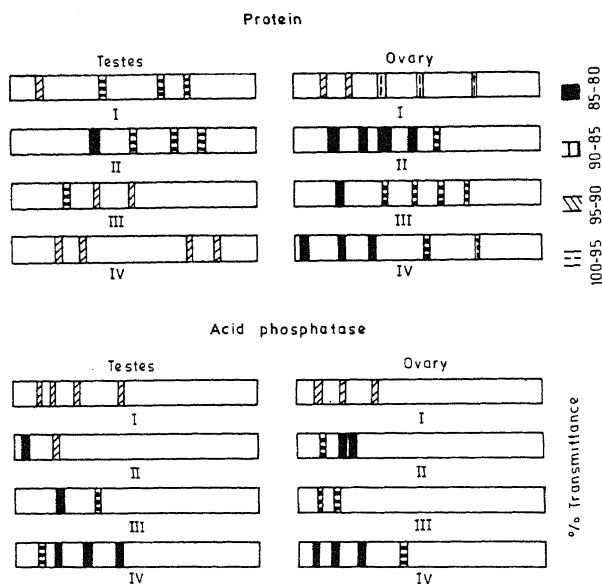 Protein
Testes
Ovary
I
I
II
II
III
III
IV
IV
85-80
90-85
95-90
100-95
Acid phosphatase
Testes
Ovary
I
I
II
II
III
III
IV
IV
% Transmittance